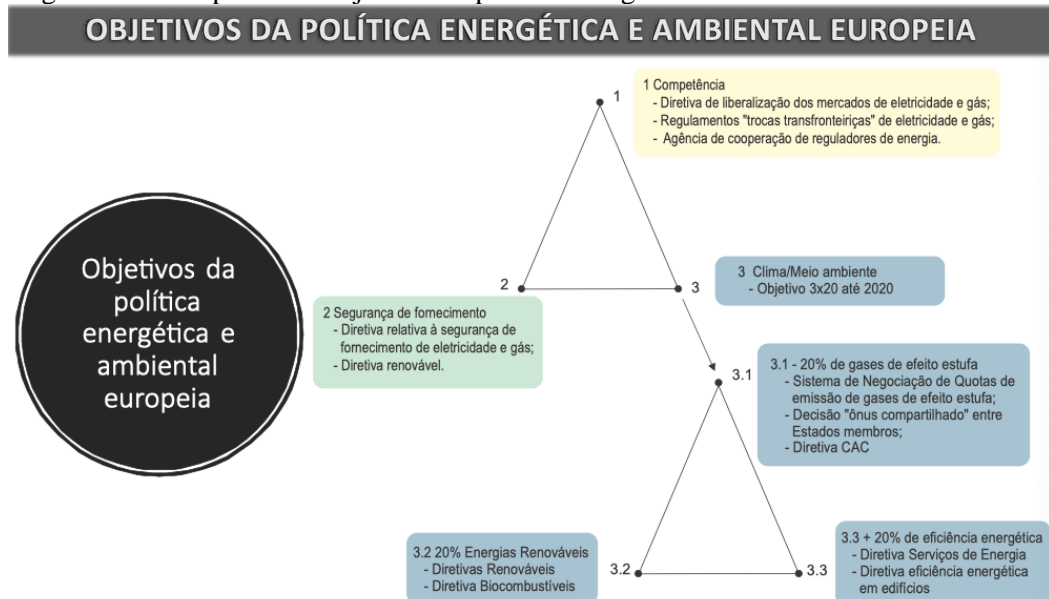 OBJETIVOS DA POLÍTICA ENERGÉTICA E AMBIENTAL EUROPEIA
1
1 Competência
- Diretiva de liberalização dos mercados de eletricidade e gás;
- Regulamentos "trocas transfronteiriças" de eletricidade e gás;
- Agência de cooperação de reguladores de energia.
Objetivos da
política
energética e
ambiental
europeia
2
3
3 Clima/Meio ambiente
- Objetivo 3x20 até 2020
2 Segurança de fornecimento
- Diretiva relativa à segurança de
fornecimento de eletricidade e gás;
- Diretiva renovável.
3.1
3.1 - 20% de gases de efeito estufa
- Sistema de Negociação de Quotas de
emissão de gases de efeito estufa;
- Decisão "ônus compartilhado" entre
Estados membros;
- Diretiva CAC
3.2 20% Energias Renováveis
- Diretivas Renováveis
- Diretiva Biocombustíveis
3.2
3.3
3.3 + 20% de eficiência energética
- Diretiva Serviços de Energia
- Diretiva eficiência energética
em edifícios